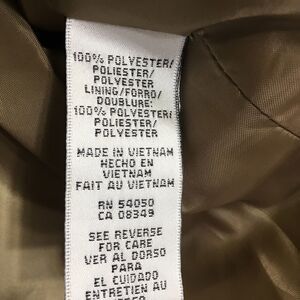 100% POLYESTER/
POLIESTER/
POLYESTER
LINING/FORRO/
DOUBLURE:
100% POLYESTER/
POLIESTER/
POLYESTER
MADE IN VIETNAM
HECHO EN
VIETNAM
FAIT AU VIETNAM
RN 54050
CA 08349
SEE REVERSE
FOR CARE
VER AL DORSO
PARA
EL CUIDADO
ENTRETIEN AU